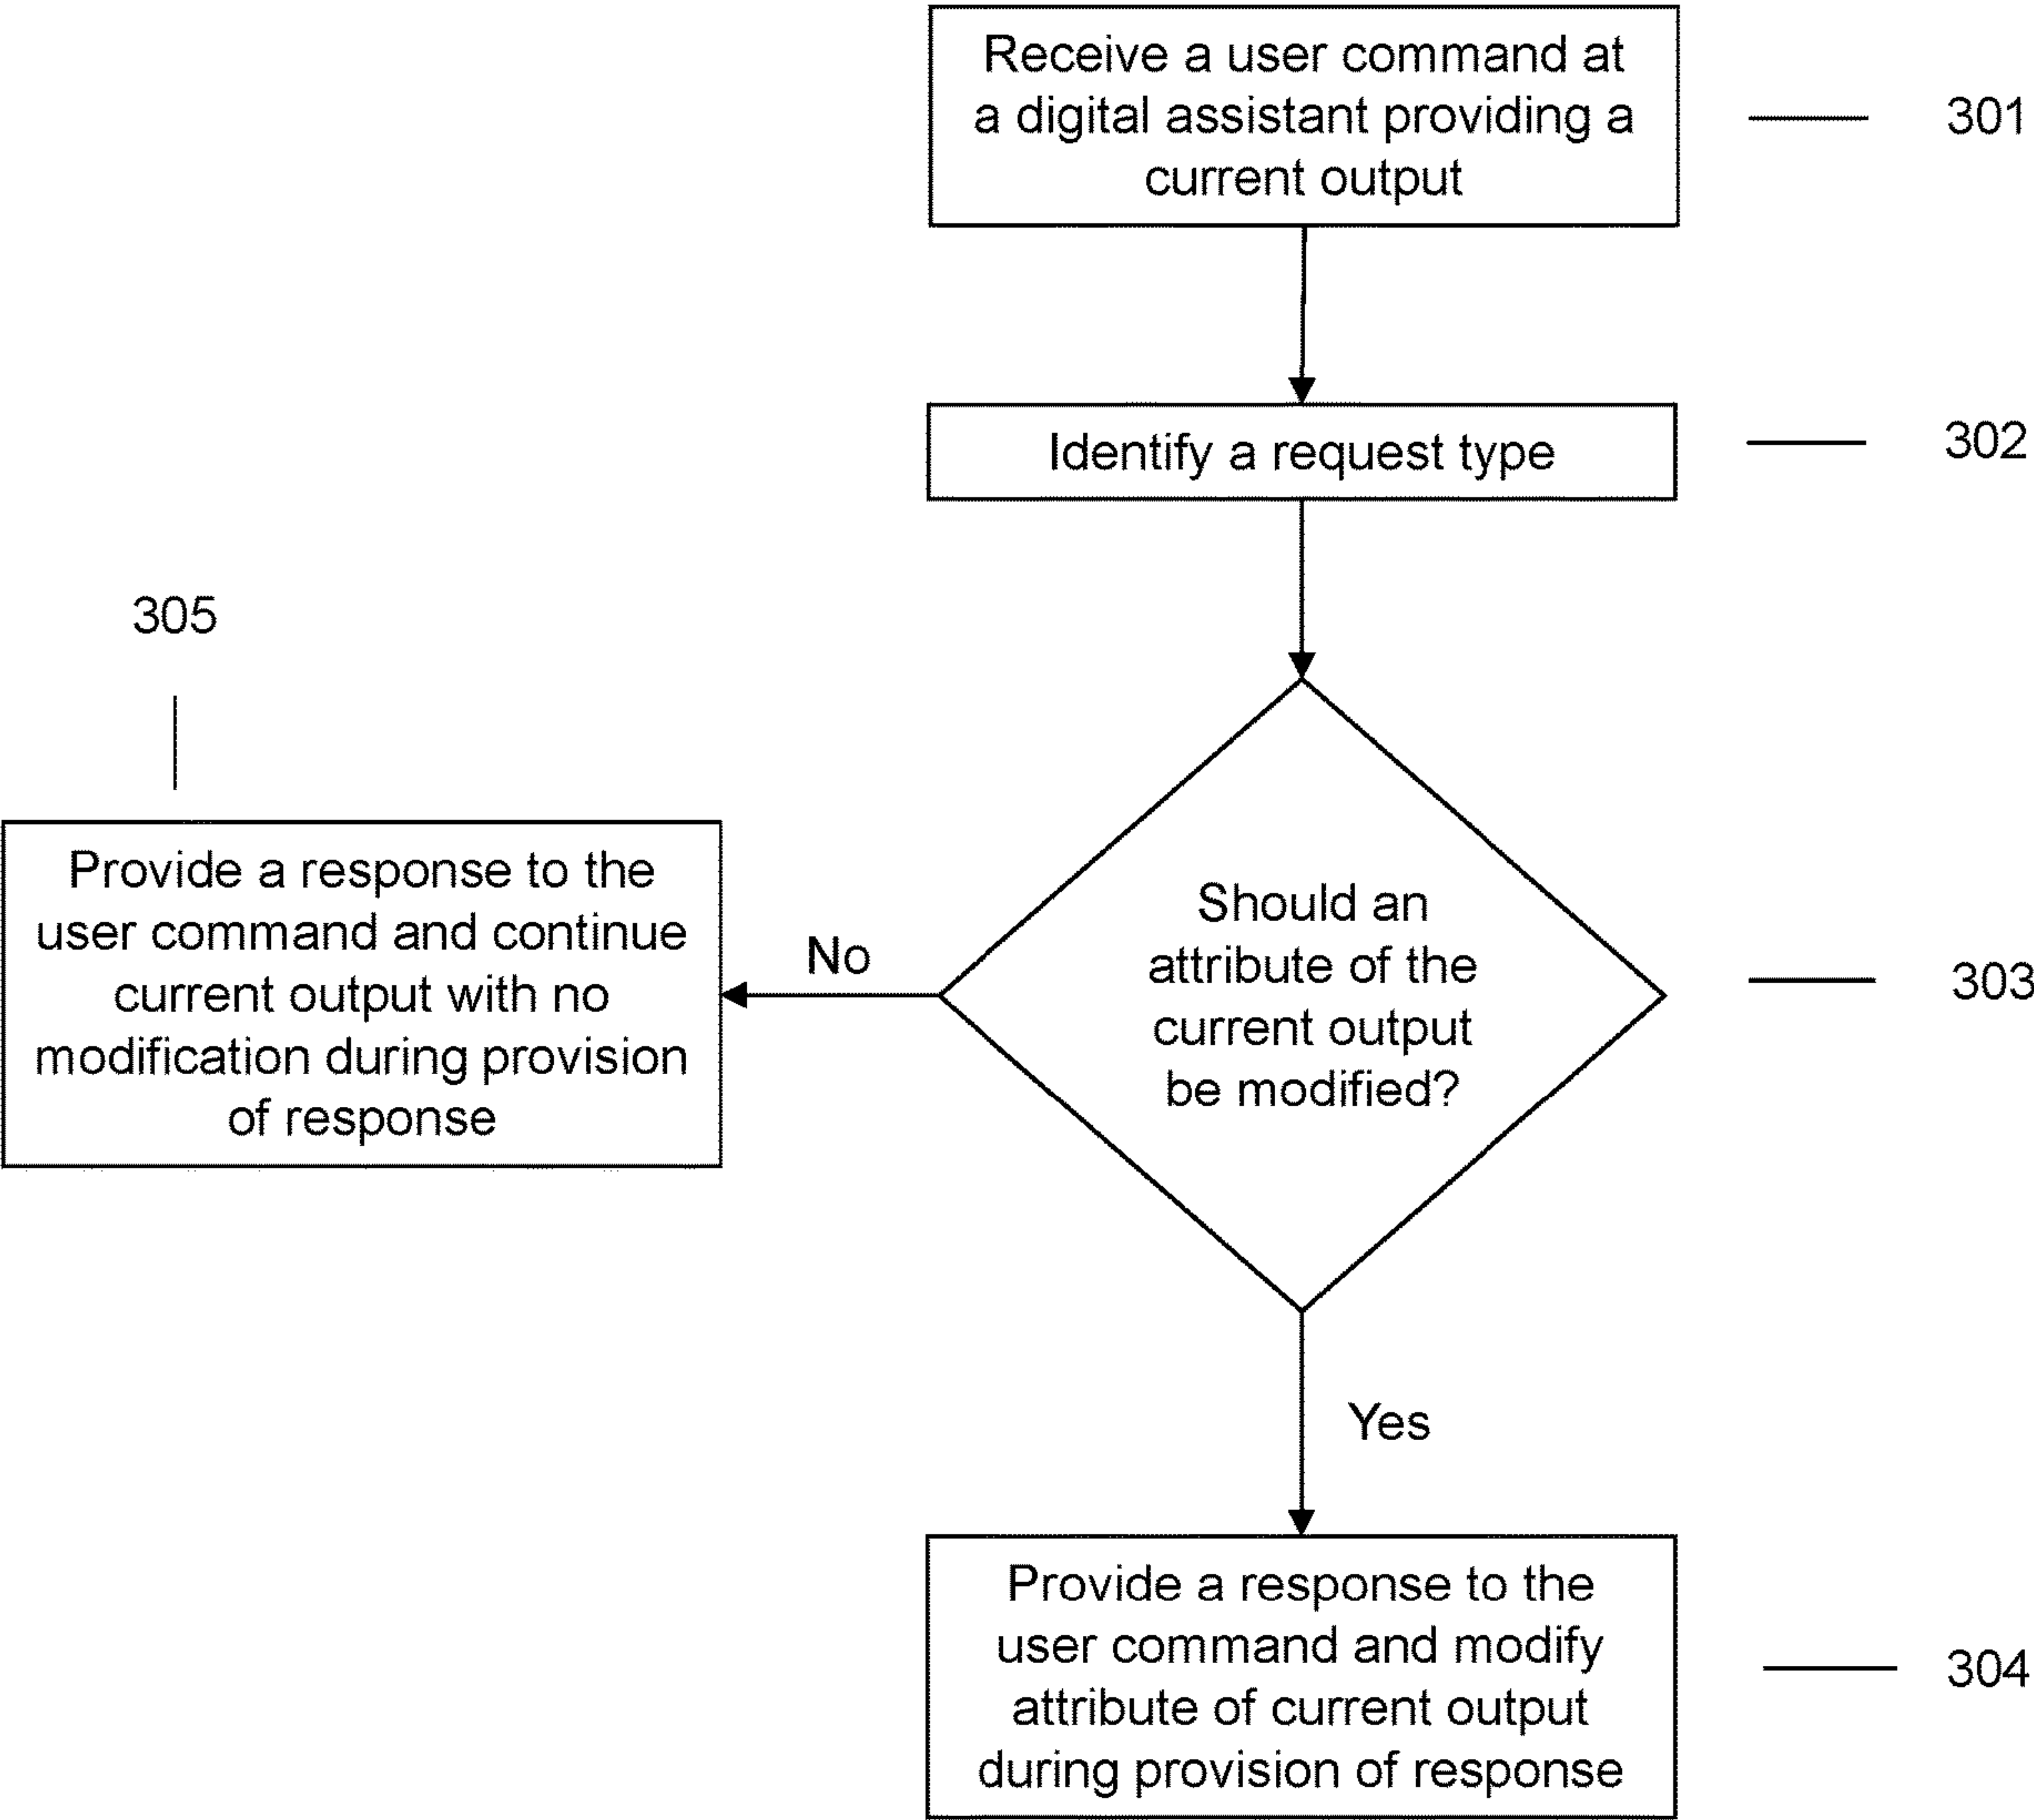 Receive a user command at
a digital assistant providing a
current output
301
Identify a request type
302
305
Provide a response to the
user command and continue
current output with no
modification during provision
of response
No
Should an
attribute of the
current output
be modified?
303
Yes
Provide a response to the
user command and modify
attribute of current output
during provision of response
304